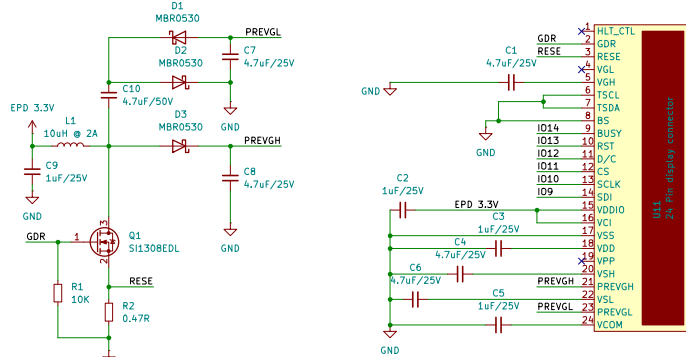 D1
MBR0530
PREVGL
D2
MBR0530
C7
4.7uF/25V
C10
4.7uF/50V
GND
EPD 3.3V
L1
10uH @ 2A
D3
MBR0530
PREVGH
C9
1uF/25V
C8
4.7uF/25V
GND
GND
3
GDR
1
Q1
SI1308EDL
2
RESE
R1
10K
R2
0.47R
C1
4.7uF/25V
GND
GND
C2
1uF/25V
EPD 3.3V
C3
1uF/25V
C4
4.7uF/25V
C6
4.7uF/25V
C5
1uF/25V
GND
1 HLT_CTL
GDR 2 GDR
RESE 3 RESE
4 VGL
5 VGH
6 TSCL
7 TSDA
8 BS
IO14 9 BUSY
IO13 10 RST
IO12 11 D/C
IO11 12 CS
IO10 13 SCLK
IO9 14 SDI
15 VDDIO
16 VCI
17 VSS
18 VDD
19 VPP
20 VSH
PREVGH 21 PREVGH
22 VSL
PREVGL 23 PREVGL
24 VCOM
U11
24 Pin display connector